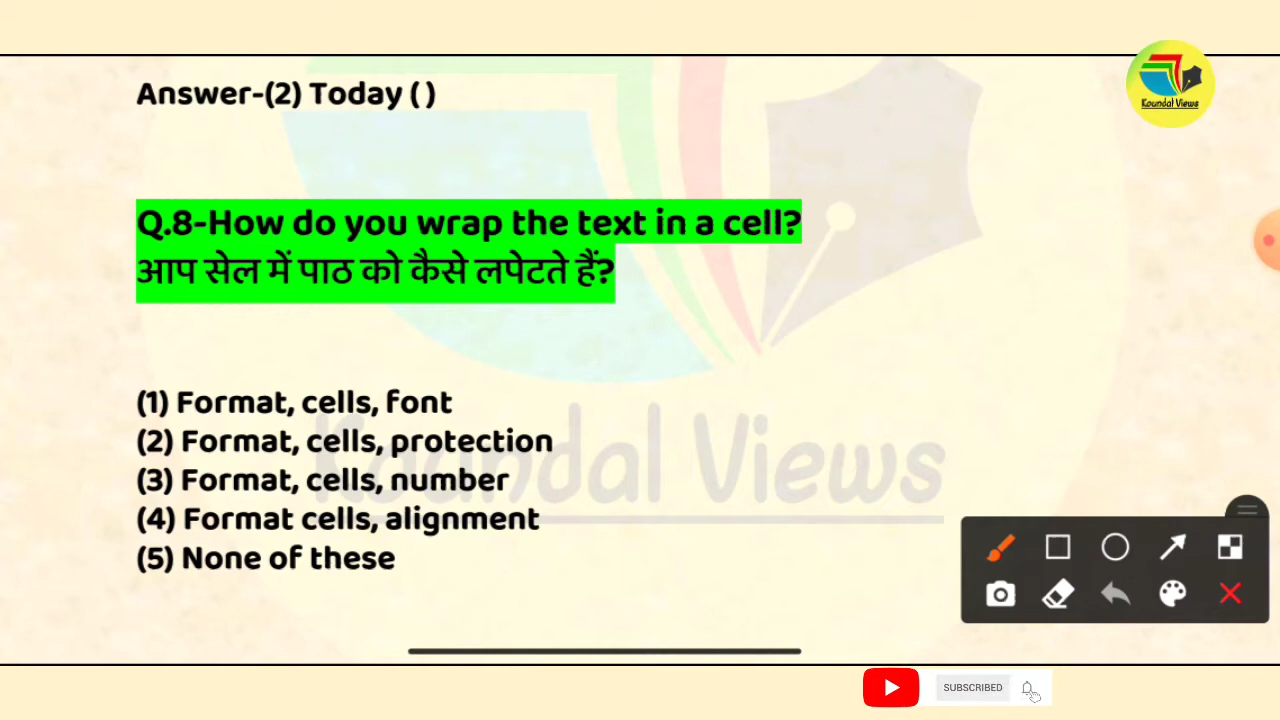 Answer-(2) Today ( )
Koundal Views
Q.8-How do you wrap the text in a cell?
आप सेल में पाठ को कैसे लपेटते हैं?
(1) Format, cells, font
(2) Format, cells, protection
(3) Format, cells, number
(4) Format cells, alignment
(5) None of these
Koundal Views
SUBSCRIBED